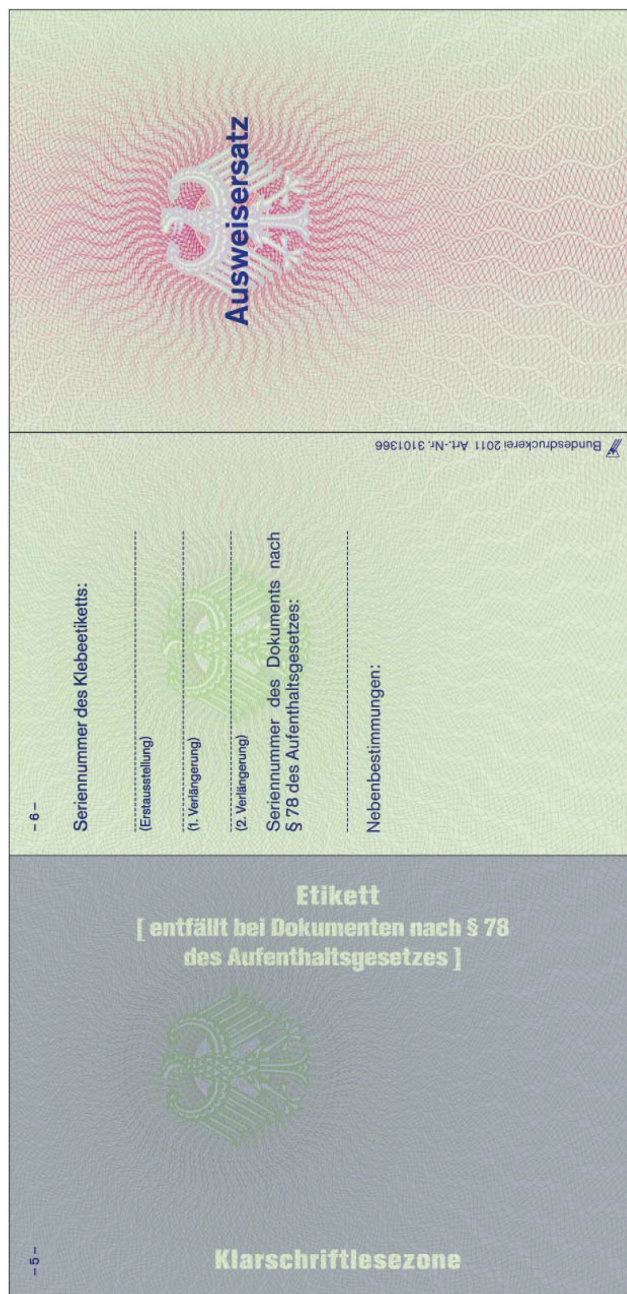 Ausweisersatz
– 6 –
Seriennummer des Klebeetiketts:
(Erstausstellung)
(1. Verlängerung)
(2. Verlängerung)
Seriennummer des Dokuments nach
§ 78 des Aufenthaltsgesetzes:
Nebenbestimmungen:
Bundesdruckerei 2011 Art.-Nr. 3101366
– 5 –
Etikett
[ entfällt bei Dokumenten nach § 78
des Aufenthaltsgesetzes ]
Klarschriftlesezone